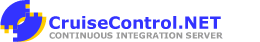 CruiseControl.NET
CONTINUOUS INTEGRATION SERVER